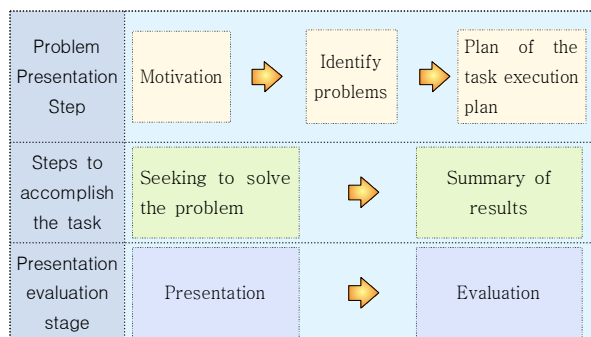 Problem
Presentation
Step
Motivation
Identify
problems
Plan of the
task execution
plan
Steps to
accomplish
the task
Seeking to solve
the problem
Summary of
results
Presentation
evaluation
stage
Presentation
Evaluation